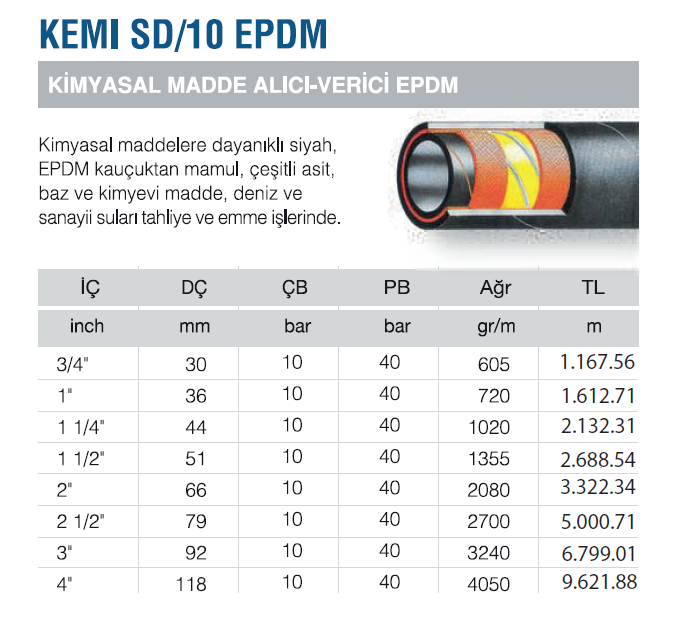 KEMI SD/10 EPDM
KİMYASAL MADDE ALICI-VERİCİ EPDM
Kimyasal maddelere dayanıklı siyah,
EPDM kauçuktan mamul, çeşitli asit,
baz ve kimyevi madde, deniz ve
sanayii suları tahliye ve emme işlerinde.
İÇ DÇ ÇB PB Ağr TL
inch mm bar bar gr/m m
3/4" 30 10 40 605 1.167.56
1" 36 10 40 720 1.612.71
1 1/4" 44 10 40 1020 2.132.31
1 1/2" 51 10 40 1355 2.688.54
2" 66 10 40 2080 3.322.34
2 1/2" 79 10 40 2700 5.000.71
3" 92 10 40 3240 6.799.01
4" 118 10 40 4050 9.621.88